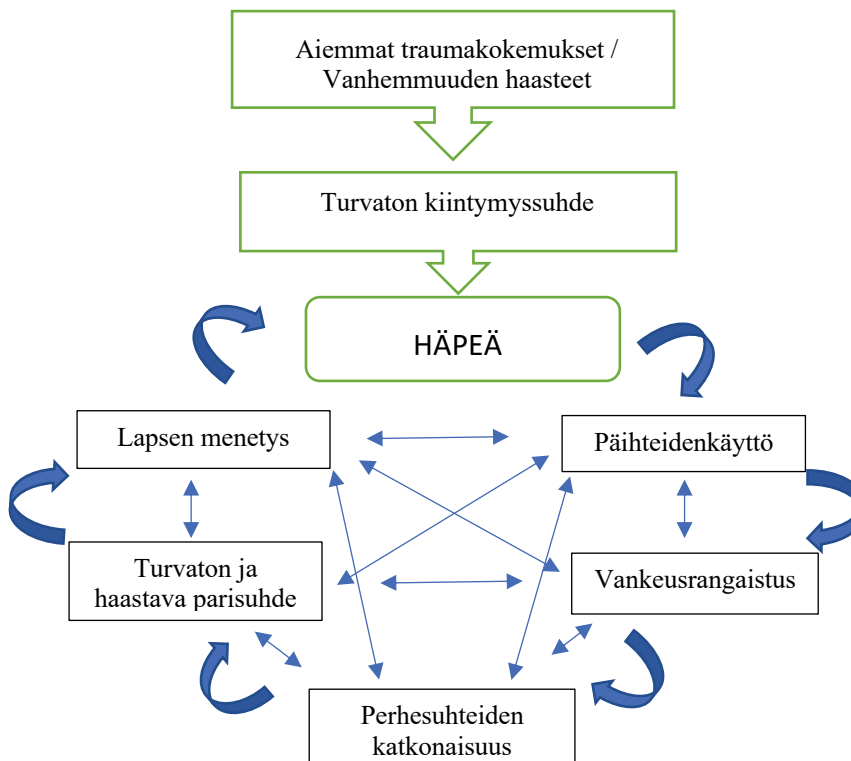 Aiemmat traumakokemukset /
Vanhemmuuden haasteet
Turvaton kiintymyssuhde
HÄPEÄ
Lapsen menetys
Päihteidenkäyttö
Turvaton ja
haastava parisuhde
Vankeusrangaistus
Perhesuhteiden
katkonaisuus